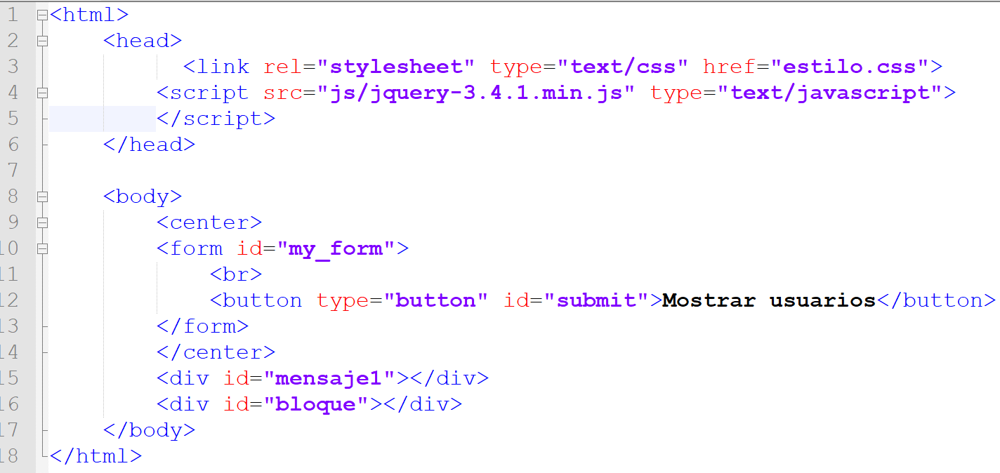 1 <html>
2 <head>
3 <link rel="stylesheet" type="text/css" href="estilo.css">
4 <script src="js/jquery-3.4.1.min.js" type="text/javascript">
5 </script>
6 </head>
7
8 <body>
9 <center>
10 <form id="my_form">
11 <br>
12 <button type="button" id="submit">Mostrar usuarios</button>
13 </form>
14 </center>
15 <div id="mensaje1"></div>
16 <div id="bloque"></div>
17 </body>
18 </html>